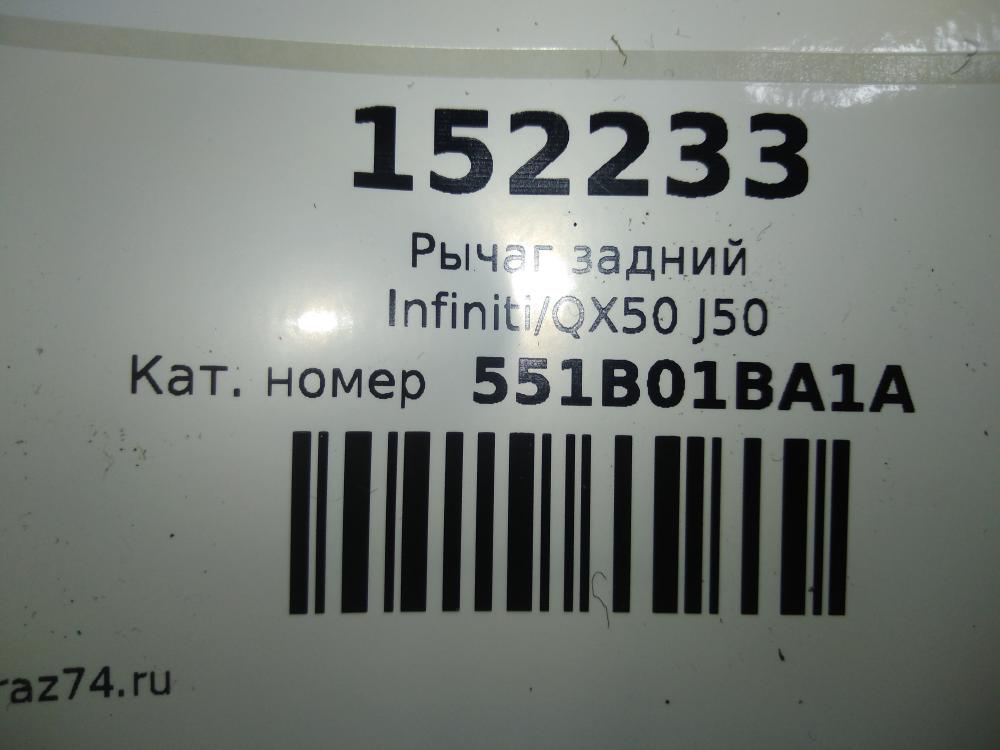 152233
Рычаг задний
Infiniti/QX50 J50
Кат. номер 551B01BA1A
raz74.ru